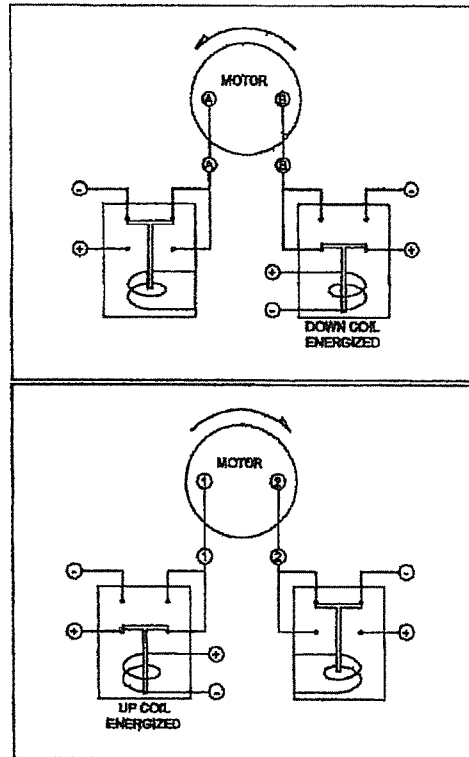 MOTOR
A B
A B
- -
+ +
+
-
DOWN COIL
ENERGIZED
MOTOR
1 2
1 2
- -
+ +
+
-
UP COIL
ENERGIZED